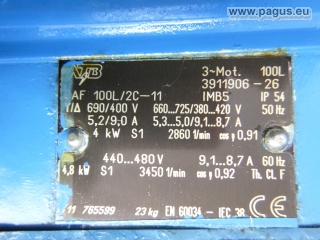 www.pagus.eu
3~Mot. 100L
AF 100L/2C-11 3911906-26
IMB5 IP 54
Y/Δ 690/400 V 660...725/380...420 V 50 Hz
5,2/9,0 A 5,3...5,0/9,1...8,7 A
4 kW S1 2860 1/min cos φ 0,91
440...480 V 9,1...8,7 A 60 Hz
4,8 kW S1 3450 1/min cos φ 0,92 Th. Cl. F
11 765599 23 kg EN 60034 - IEC 38 CE